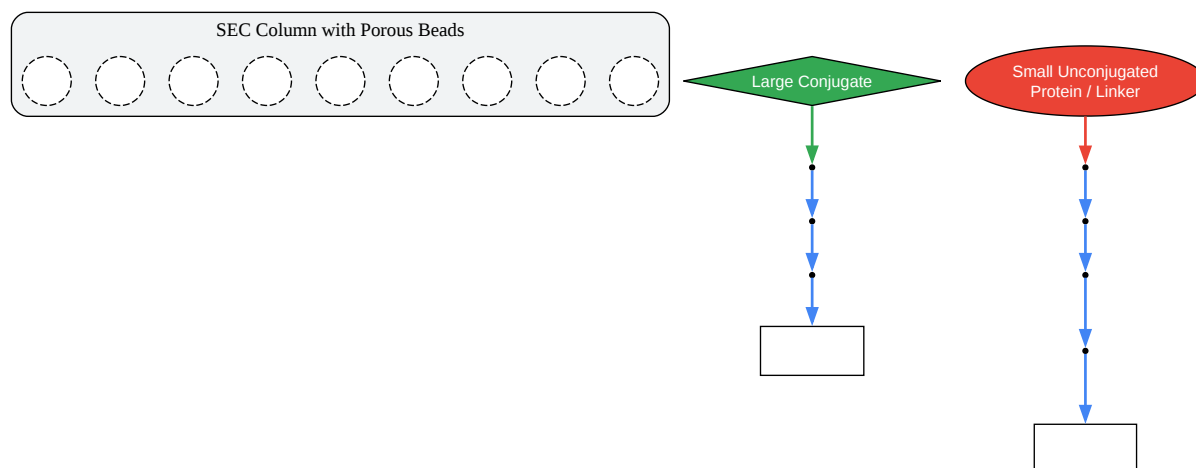 SEC Column with Porous Beads
Large Conjugate
Small Unconjugated
Protein / Linker